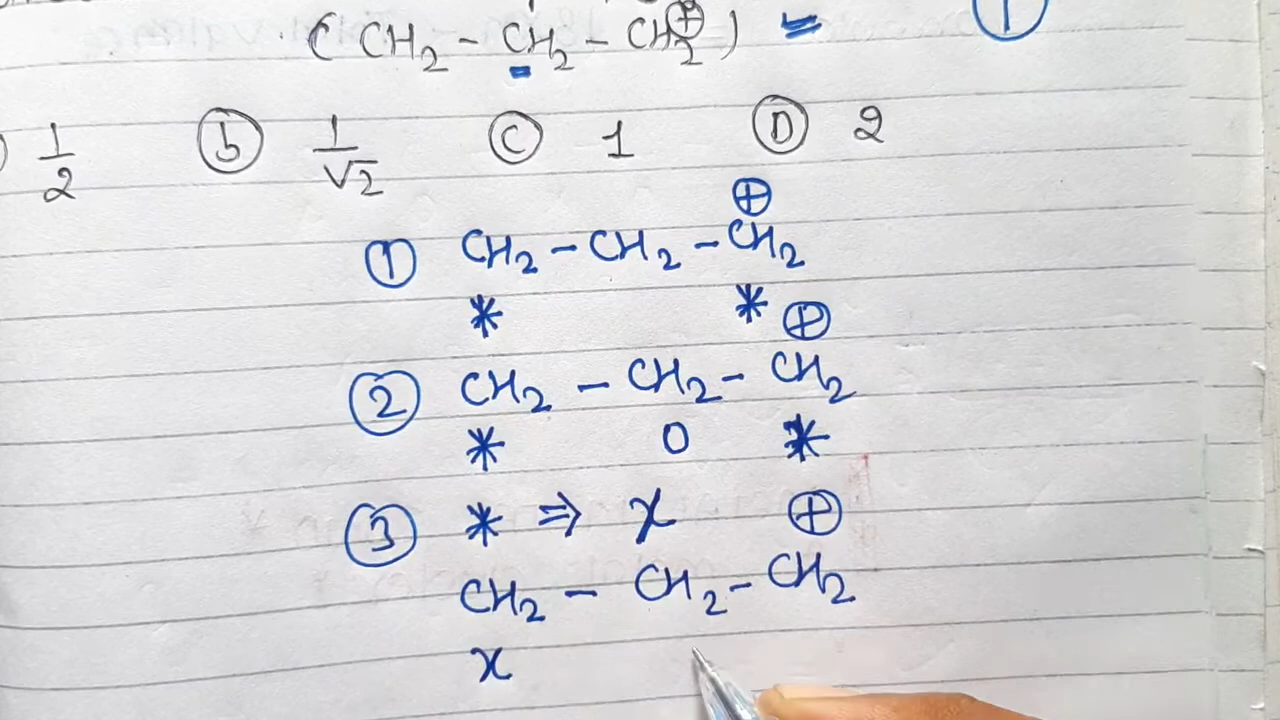 ( CH₂ - CH₂ - CH₂⊕ ) = ①
1/2 ⓑ 1/√2 Ⓒ 1 Ⓓ 2
⊕
① CH₂ - CH₂ - CH₂
* * ⊕
② CH₂ - CH₂ - CH₂
* 0 *
③ * ⇒ x ⊕
CH₂ - CH₂ - CH₂
x